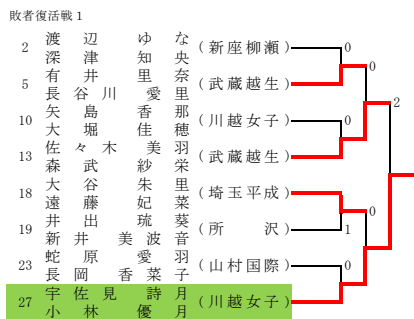 敗者復活戦１
2 渡辺ゆな 深津知央 (新座柳瀬) 0
5 有井里奈 長谷川愛里 (武蔵越生) 0
10 矢島香那 大堀佳穂 (川越女子) 0
13 佐々木美羽 森武紗栄 (武蔵越生) 2
18 大谷朱里 遠藤妃菜 (埼玉平成) 0
19 井出琉葵 新井美波音 (所沢) 1
23 蛇原愛羽 長岡香菜子 (山村国際) 0
27 宇佐見詩月 小林優月 (川越女子)